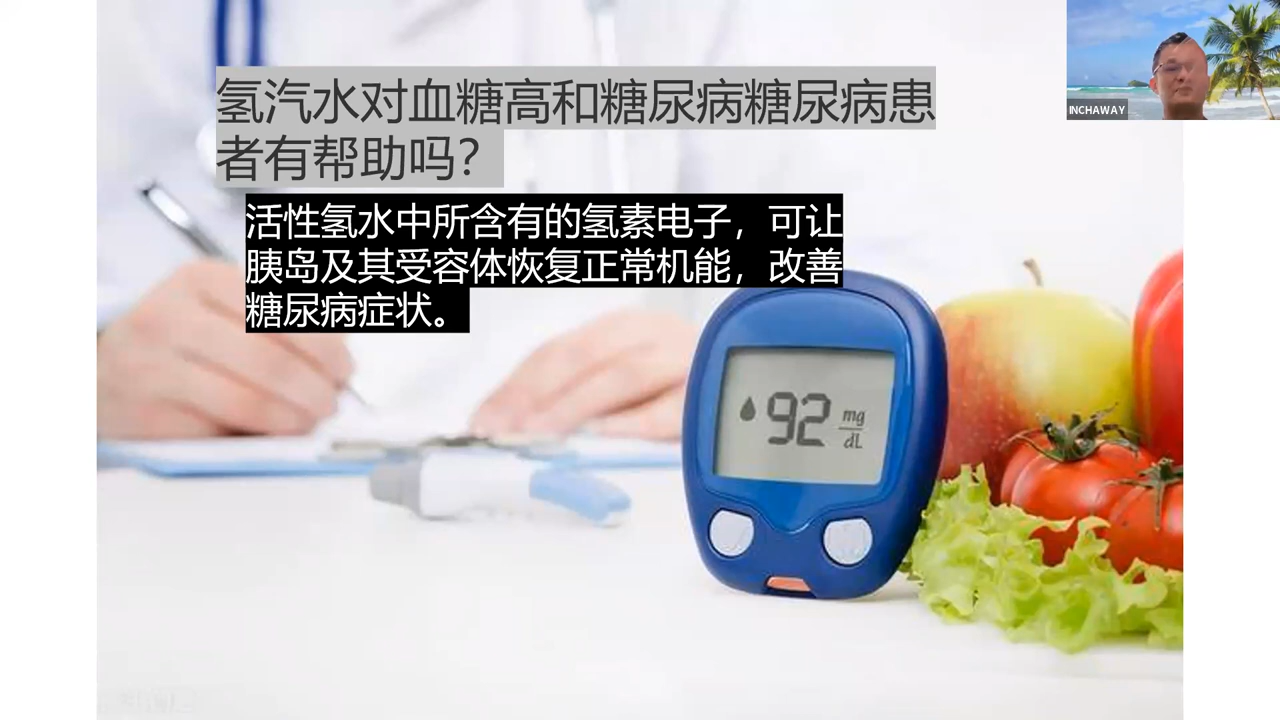 氢汽水对血糖高和糖尿病糖尿病患
者有帮助吗？
INCHAWAY
活性氢水中所含有的氢素电子，可让
胰岛及其受容体恢复正常机能，改善
糖尿病症状。
92 mg
dL